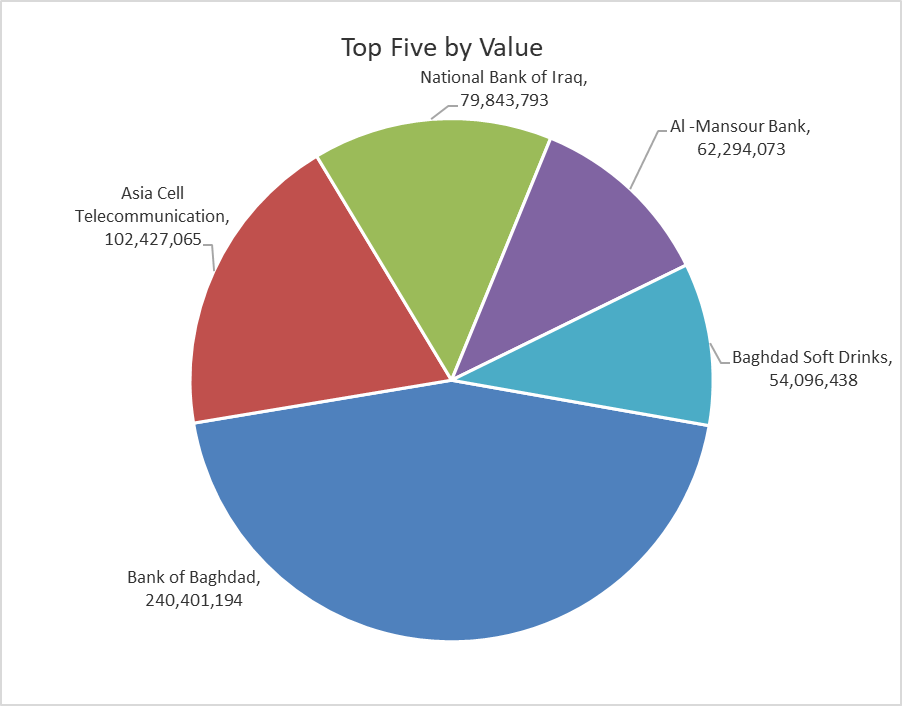 Top Five by Value
National Bank of Iraq,
79,843,793
Al -Mansour Bank,
62,294,073
Asia Cell
Telecommunication,
102,427,065
Baghdad Soft Drinks,
54,096,438
Bank of Baghdad,
240,401,194